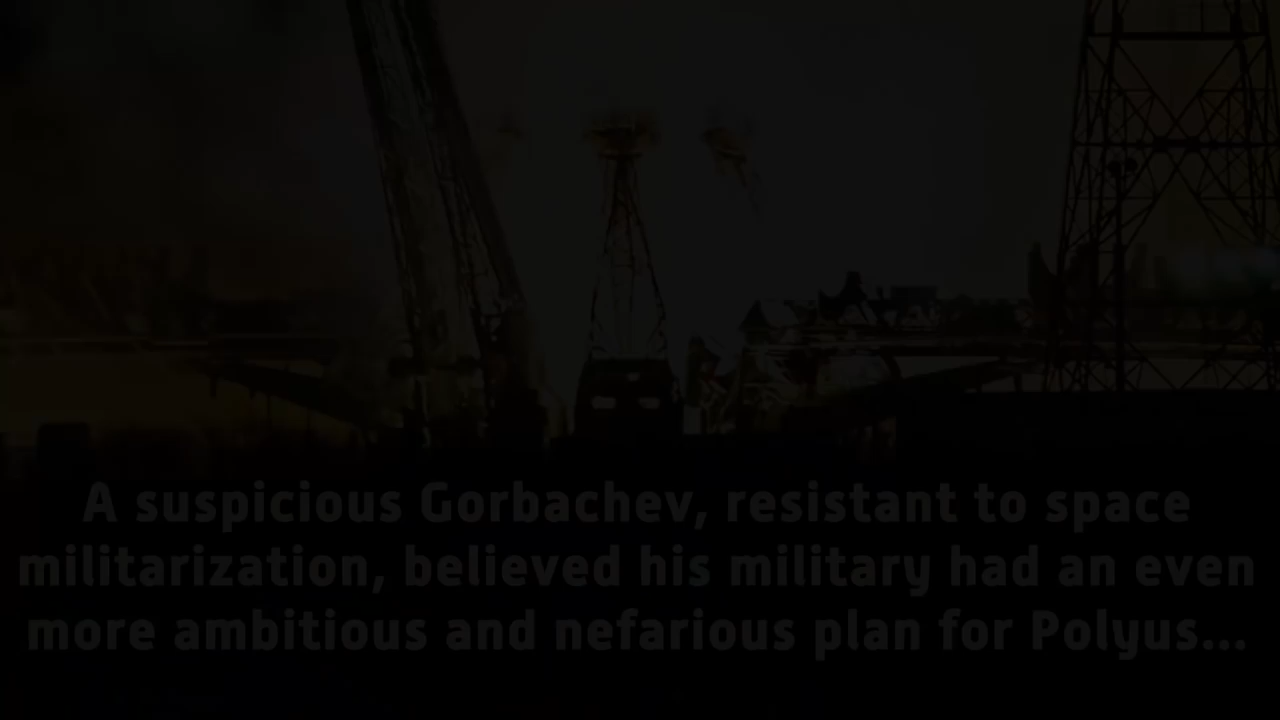 A suspicious Gorbachev, resistant to space
militarization, believed his military had an even
more ambitious and nefarious plan for Polyus...